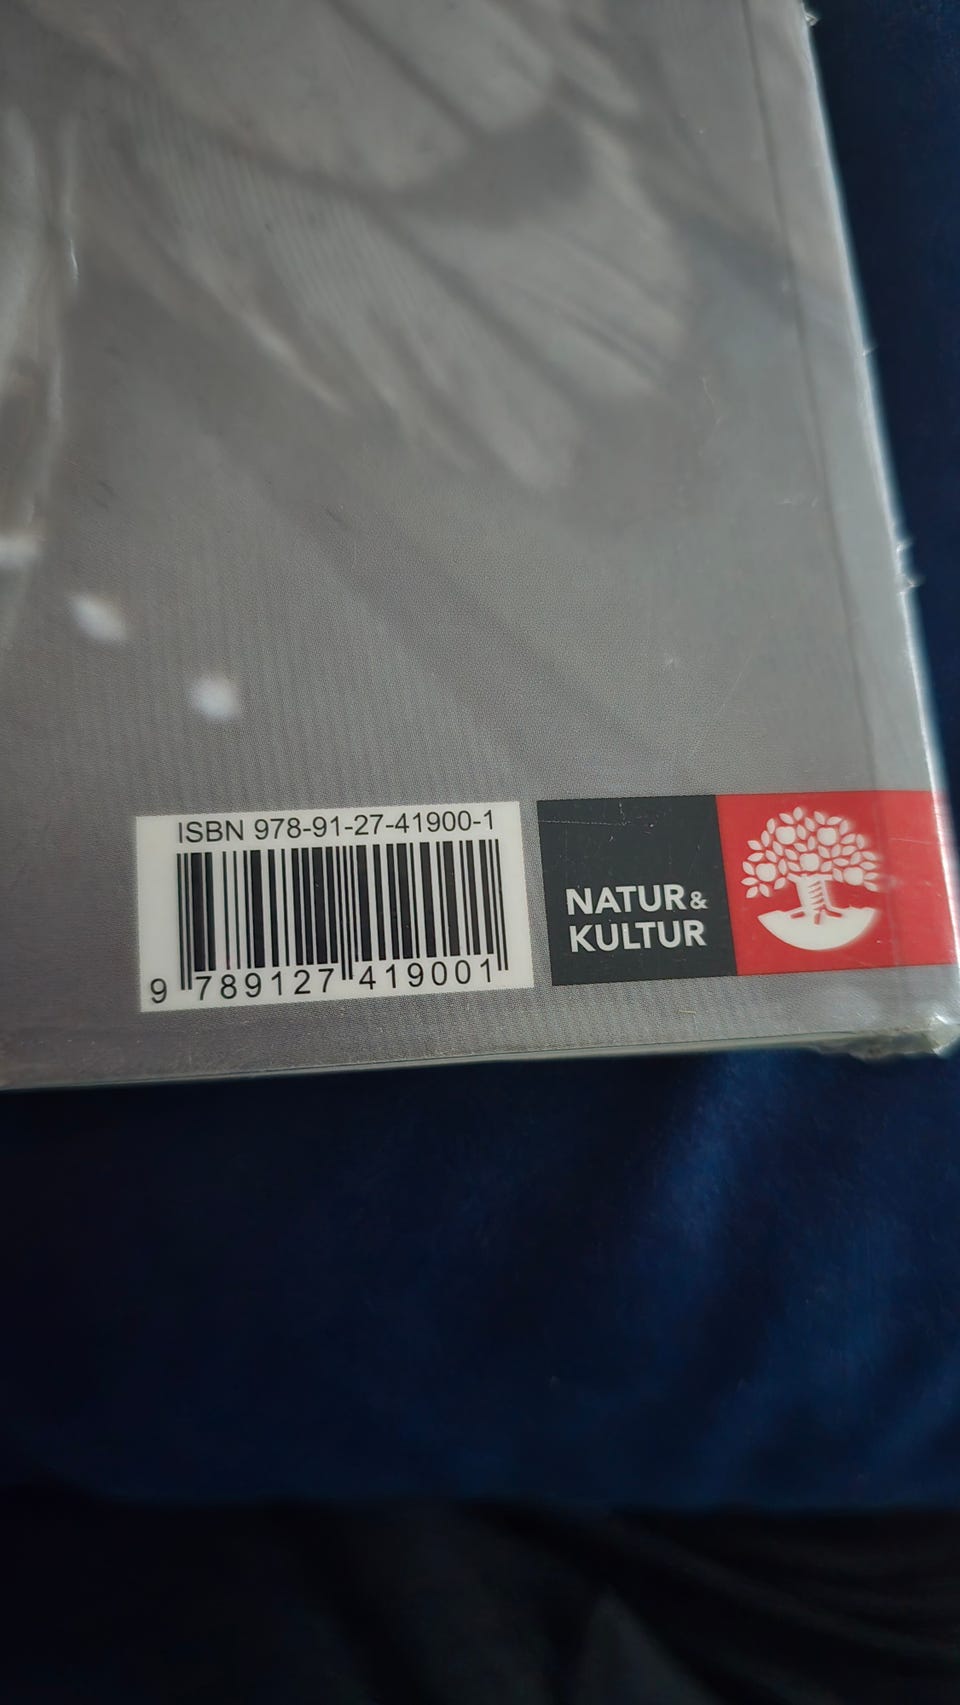 ISBN 978-91-27-41900-1
9 789127 419001
NATUR &
KULTUR